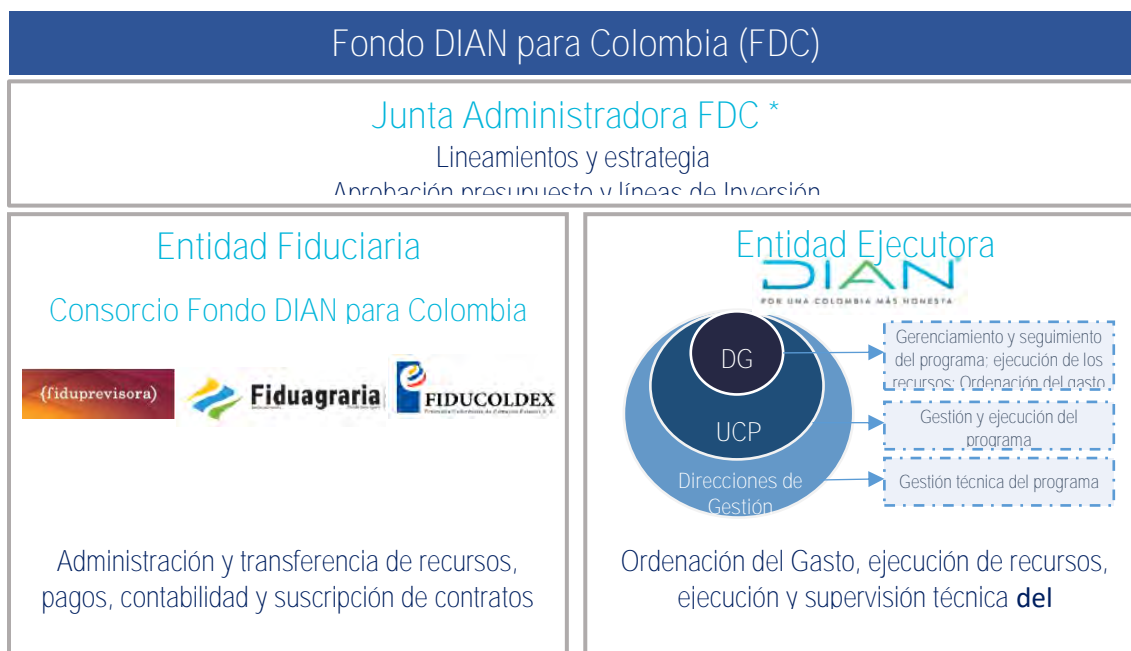 Fondo DIAN para Colombia (FDC)
Junta Administradora FDC *
Lineamientos y estrategia
Aprobación presupuesto y líneas de Inversión
Entidad Fiduciaria
Consorcio Fondo DIAN para Colombia
{fiduprevisora)
Fiduagraria
FIDUCOLDEX
Administración y transferencia de recursos,
pagos, contabilidad y suscripción de contratos
Entidad Ejecutora
DIAN
POR UNA COLOMBIA MÁS HONESTA
DG
UCP
Direcciones de
Gestión
Gerenciamiento y seguimiento
del programa; ejecución de los
recursos; Ordenación del gasto
Gestión y ejecución del
programa
Gestión técnica del programa
Ordenación del Gasto, ejecución de recursos,
ejecución y supervisión técnica del